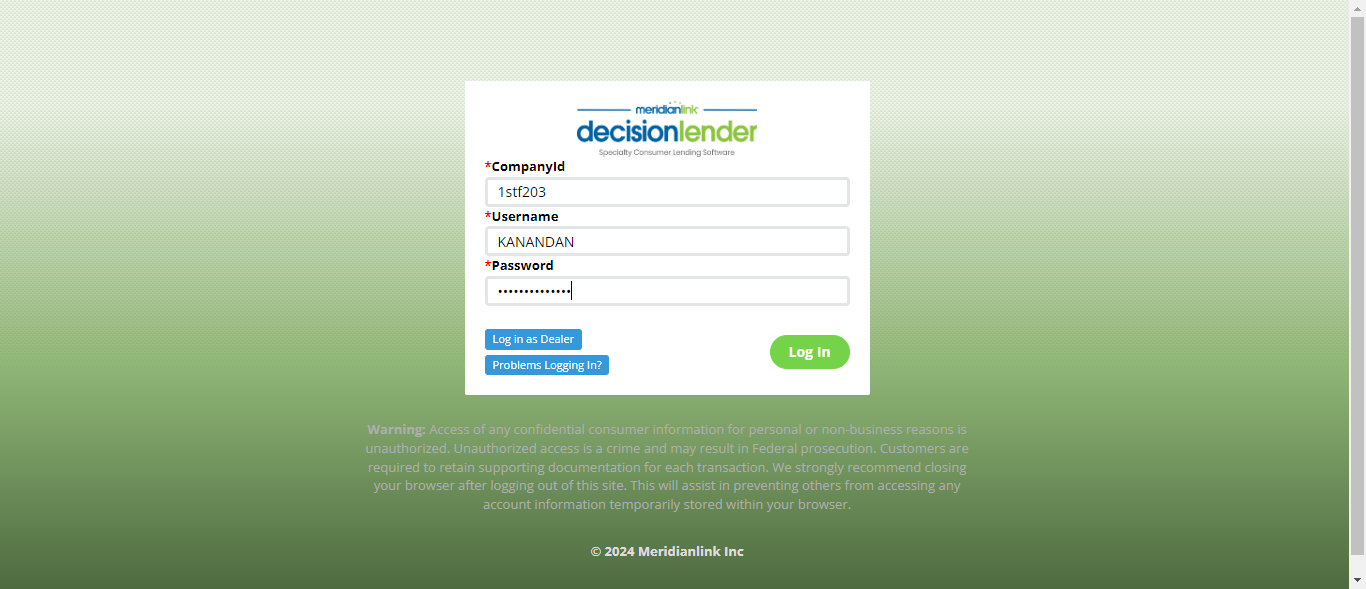 meridianlink
decisionlender
Specialty Consumer Lending Software
*CompanyId
1stf203
*Username
KANANDAN
*Password
••••••••••••••
Log in as Dealer
Log In
Problems Logging In?
Warning: Access of any confidential consumer information for personal or non-business reasons is
unauthorized. Unauthorized access is a crime and may result in Federal prosecution. Customers are
required to retain supporting documentation for each transaction. We strongly recommend closing
your browser after logging out of this site. This will assist in preventing others from accessing any
account information temporarily stored within your browser.
© 2024 Meridianlink Inc